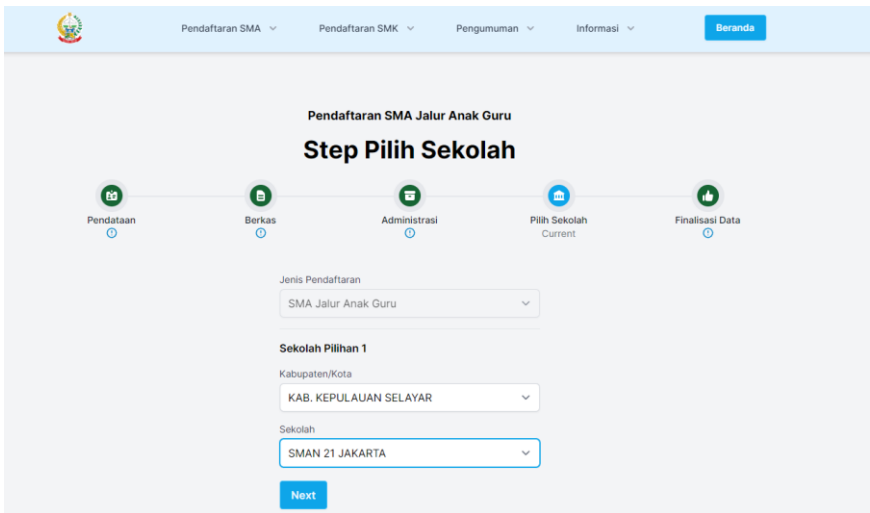 Pendaftaran SMA Pendaftaran SMK Pengumuman Informasi Beranda
Pendaftaran SMA Jalur Anak Guru
Step Pilih Sekolah
Pendataan Berkas Administrasi Pilih Sekolah Finalisasi Data
Current
Jenis Pendaftaran
SMA Jalur Anak Guru
Sekolah Pilihan 1
Kabupaten/Kota
KAB. KEPULAUAN SELAYAR
Sekolah
SMAN 21 JAKARTA
Next